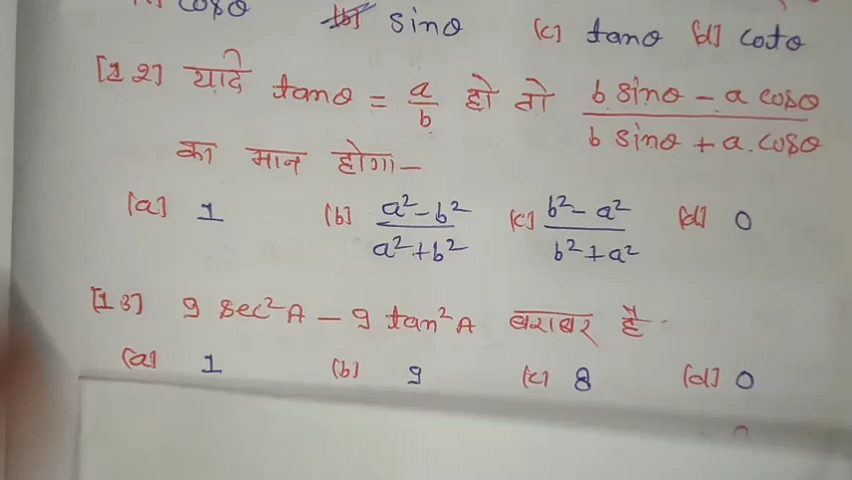 cosθ (b) sinθ (c) tanθ (d) cotθ
[12] यदि tanθ = a/b हो तो (b sinθ - a cosθ)/(b sinθ + a. cosθ)
का मान होगा-
(a) 1 (b) (a²-b²)/(a²+b²) (c) (b²-a²)/(b²+a²) (d) 0
[13] 9 sec²A - 9 tan²A बराबर है
(a) 1 (b) 9 (c) 8 (d) 0